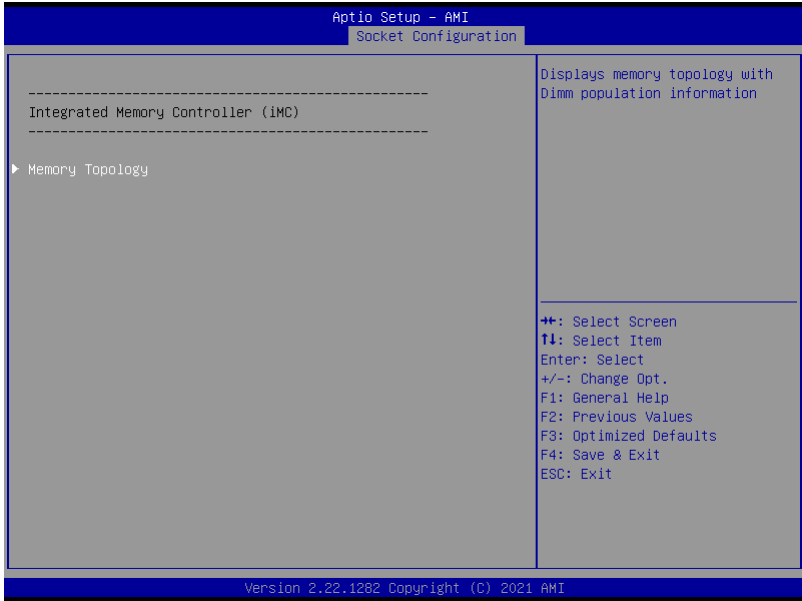 Aptio Setup – AMI
Socket Configuration
--------------------------------------------------
Integrated Memory Controller (iMC)
--------------------------------------------------
Memory Topology
Displays memory topology with
Dimm population information
→←: Select Screen
↑↓: Select Item
Enter: Select
+/-: Change Opt.
F1: General Help
F2: Previous Values
F3: Optimized Defaults
F4: Save & Exit
ESC: Exit
Version 2.22.1282 Copyright (C) 2021 AMI